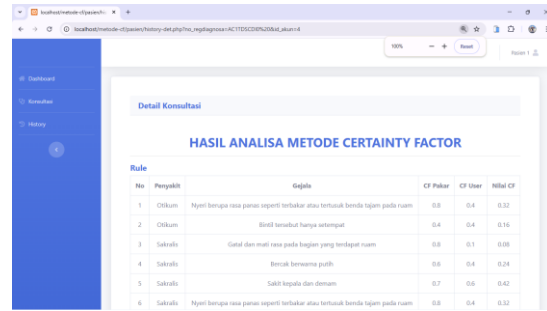 localhost/metode-cf/pasien/hi
localhost/metode-cf/pasien/history-det.php?no_regdiagnosa=AC1TDSCD8%20&id_akun=4
100%
Reset
Pasien 1
Dashboard
Konsultasi
History
Detail Konsultasi
HASIL ANALISA METODE CERTAINTY FACTOR
Rule
No Penyakit Gejala CF Pakar CF User Nilai CF
1 Otikum Nyeri berupa rasa panas seperti terbakar atau tertusuk benda tajam pada ruam 0.8 0.4 0.32
2 Otikum Bintil tersebut hanya setempat 0.4 0.4 0.16
3 Sakralis Gatal dan mati rasa pada bagian yang terdapat ruam 0.8 0.1 0.08
4 Sakralis Bercak berwarna putih 0.6 0.4 0.24
5 Sakralis Sakit kepala dan demam 0.7 0.6 0.42
6 Sakralis Nyeri berupa rasa panas seperti terbakar atau tertusuk benda tajam pada ruam 0.8 0.4 0.32